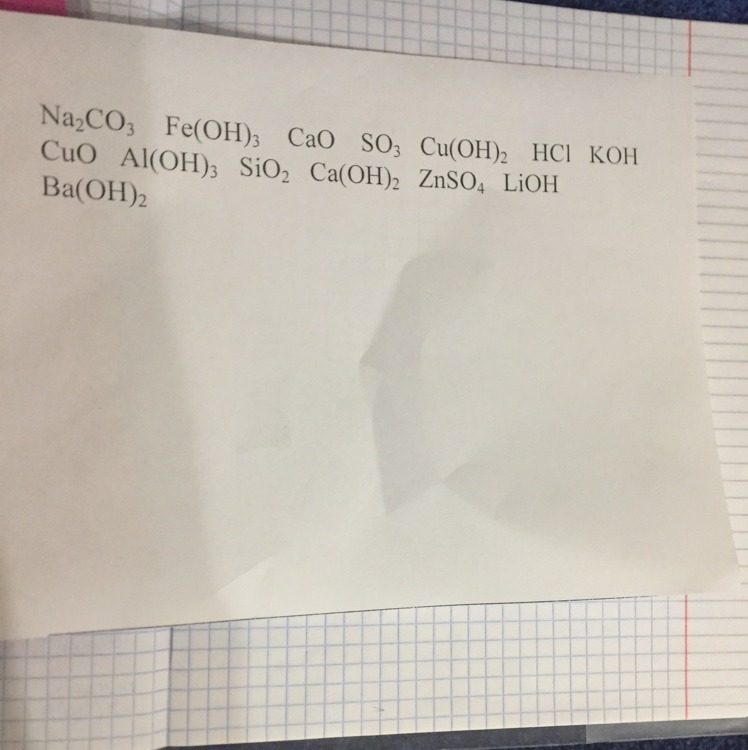 Na₂CO₃ Fe(OH)₃ CaO SO₃ Cu(OH)₂ HCl KOH
CuO Al(OH)₃ SiO₂ Ca(OH)₂ ZnSO₄ LiOH
Ba(OH)₂